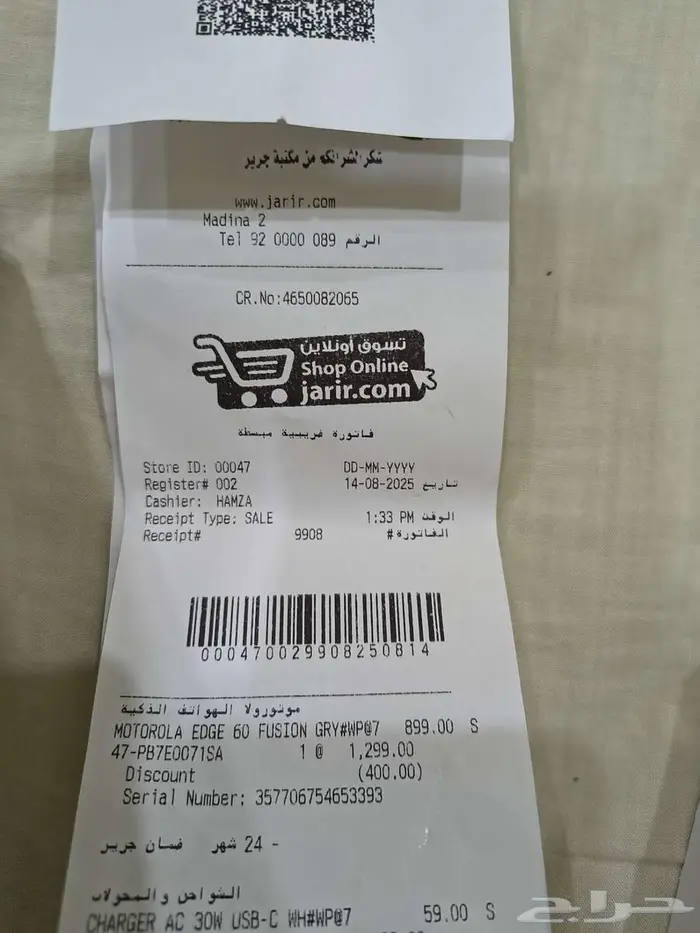 شكرا لشرائكم من مكتبة جرير
www.jarir.com
Madina 2
Tel 92 0000 089 الرقم
CR.No:4650082065
تسوق أونلاين
Shop Online
jarir.com
فاتورة ضريبية مبسطة
Store ID: 00047 DD-MM-YYYY
Register# 002 14-08-2025 تاريخ
Cashier: HAMZA
Receipt Type: SALE 1:33 PM الوقت
Receipt# 9908 الفاتورة#
000470029908250814
موتورولا الهواتف الذكية
MOTOROLA EDGE 60 FUSION GRY#WP@7 899.00 S
47-PB7E0071SA 1 @ 1,299.00
Discount (400.00)
Serial Number: 357706754653393
- 24 شهر ضمان جرير
الشواحن والمحولات
CHARGER AC 30W USB-C WH#WP@7 59.00 S
حراج